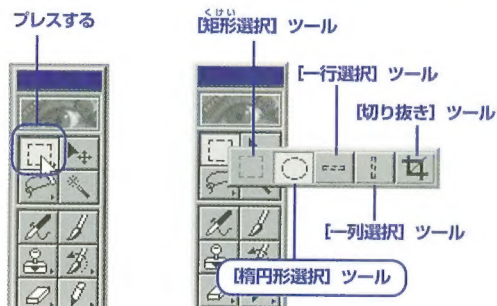 プレスする
くけい
[矩形選択] ツール
[一行選択] ツール
[切り抜き] ツール
[一列選択] ツール
[楕円形選択] ツール